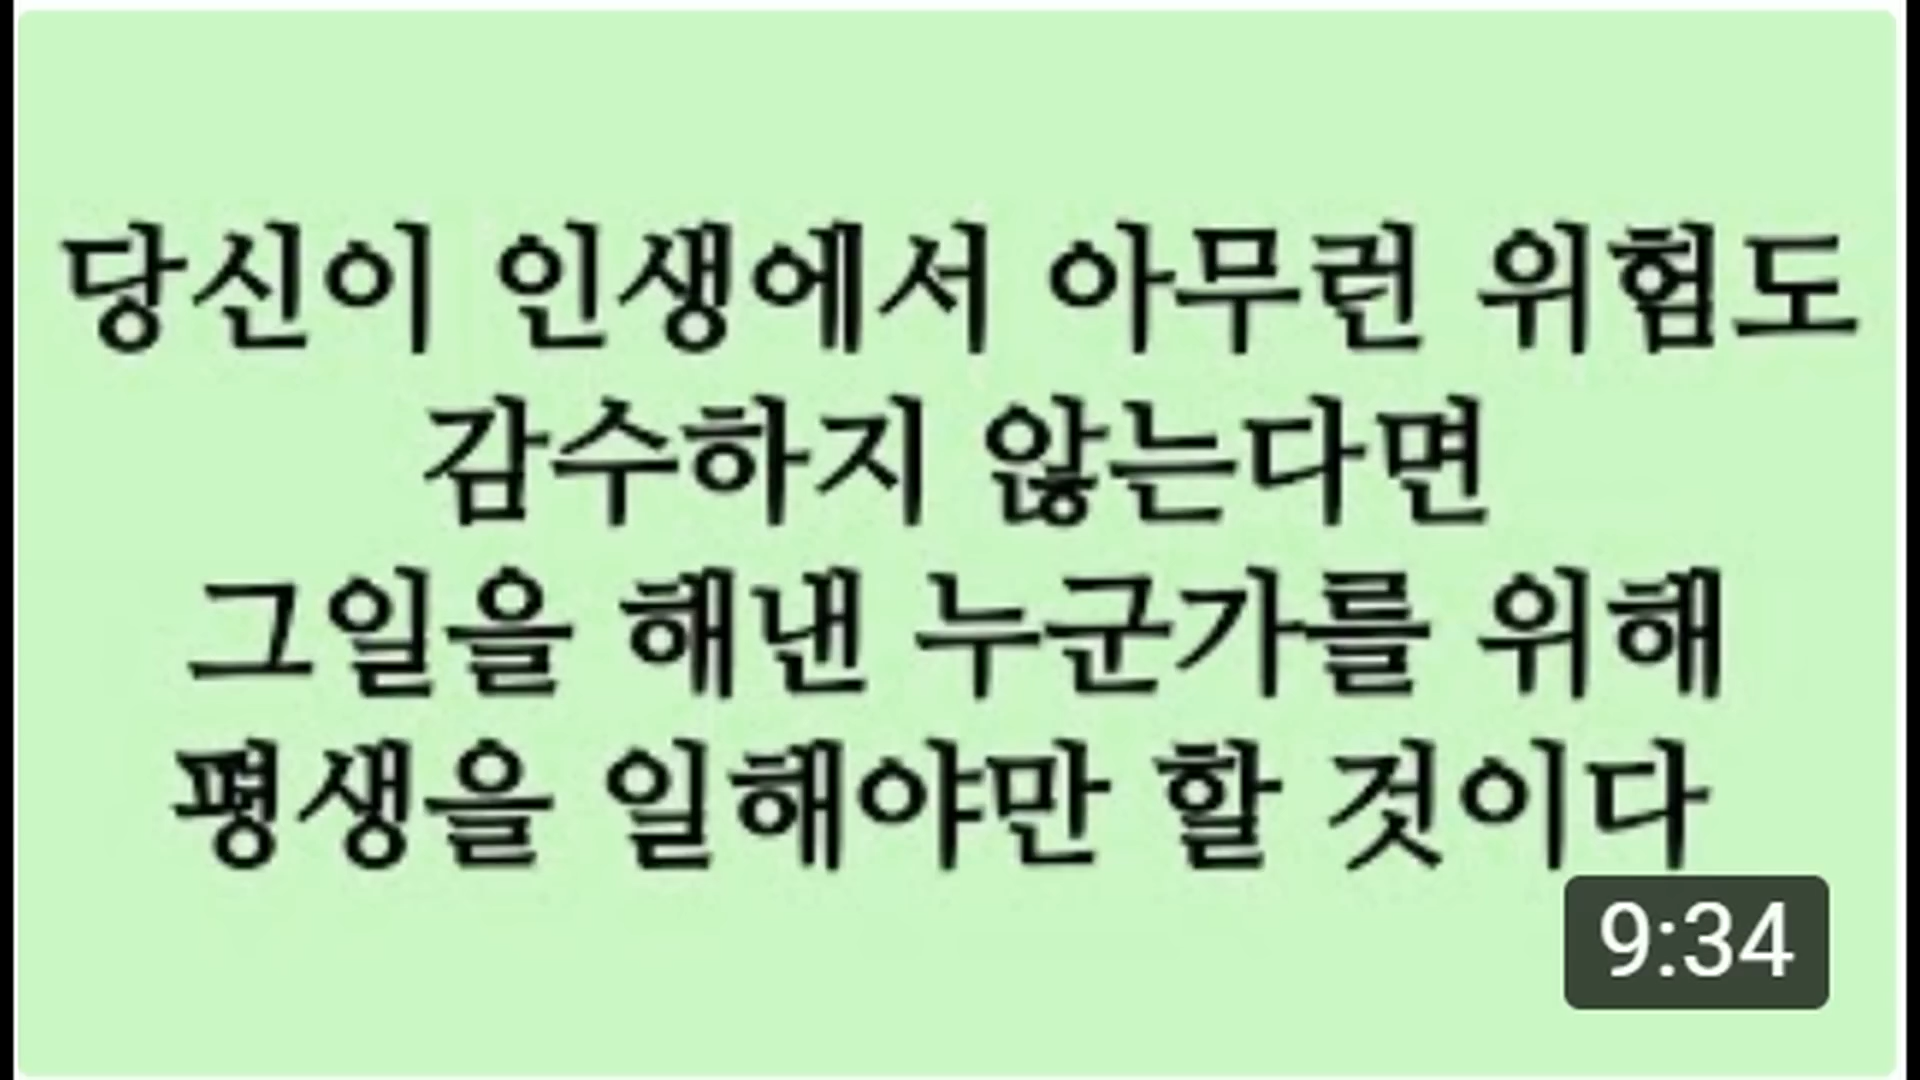 당신이 인생에서 아무런 위험도
감수하지 않는다면
그일을 해낸 누군가를 위해
평생을 일해야만 할 것이다
9:34